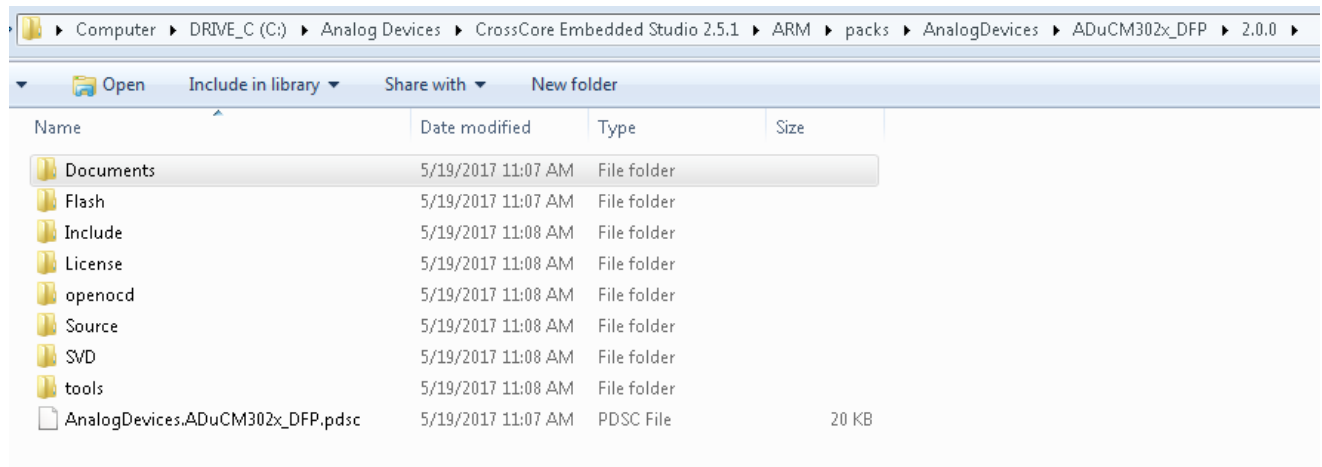 Computer ▸ DRIVE_C (C:) ▸ Analog Devices ▸ CrossCore Embedded Studio 2.5.1 ▸ ARM ▸ packs ▸ AnalogDevices ▸ ADuCM302x_DFP ▸ 2.0.0 ▸
Open Include in library Share with New folder
Name Date modified Type Size
Documents 5/19/2017 11:07 AM File folder
Flash 5/19/2017 11:07 AM File folder
Include 5/19/2017 11:08 AM File folder
License 5/19/2017 11:08 AM File folder
openocd 5/19/2017 11:08 AM File folder
Source 5/19/2017 11:08 AM File folder
SVD 5/19/2017 11:08 AM File folder
tools 5/19/2017 11:08 AM File folder
AnalogDevices.ADuCM302x_DFP.pdsc 5/19/2017 11:07 AM PDSC File 20 KB